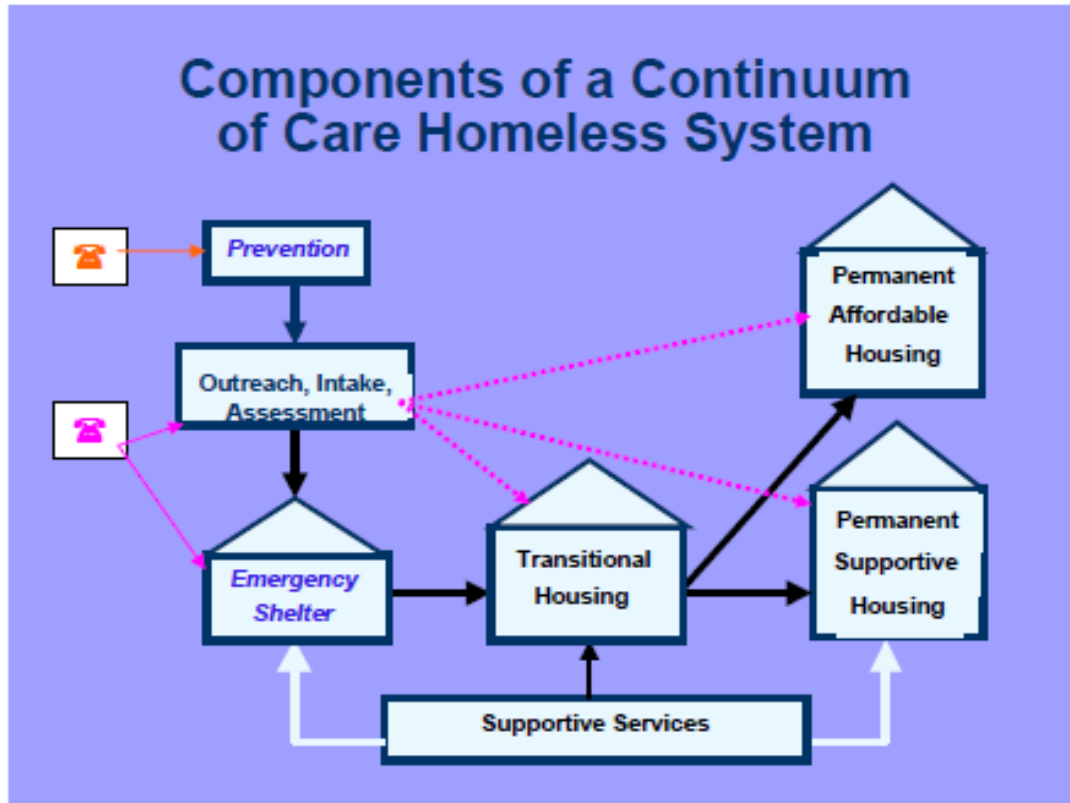 Components of a Continuum
of Care Homeless System
Prevention
Outreach, Intake,
Assessment
Emergency
Shelter
Transitional
Housing
Permanent
Affordable
Housing
Permanent
Supportive
Housing
Supportive Services